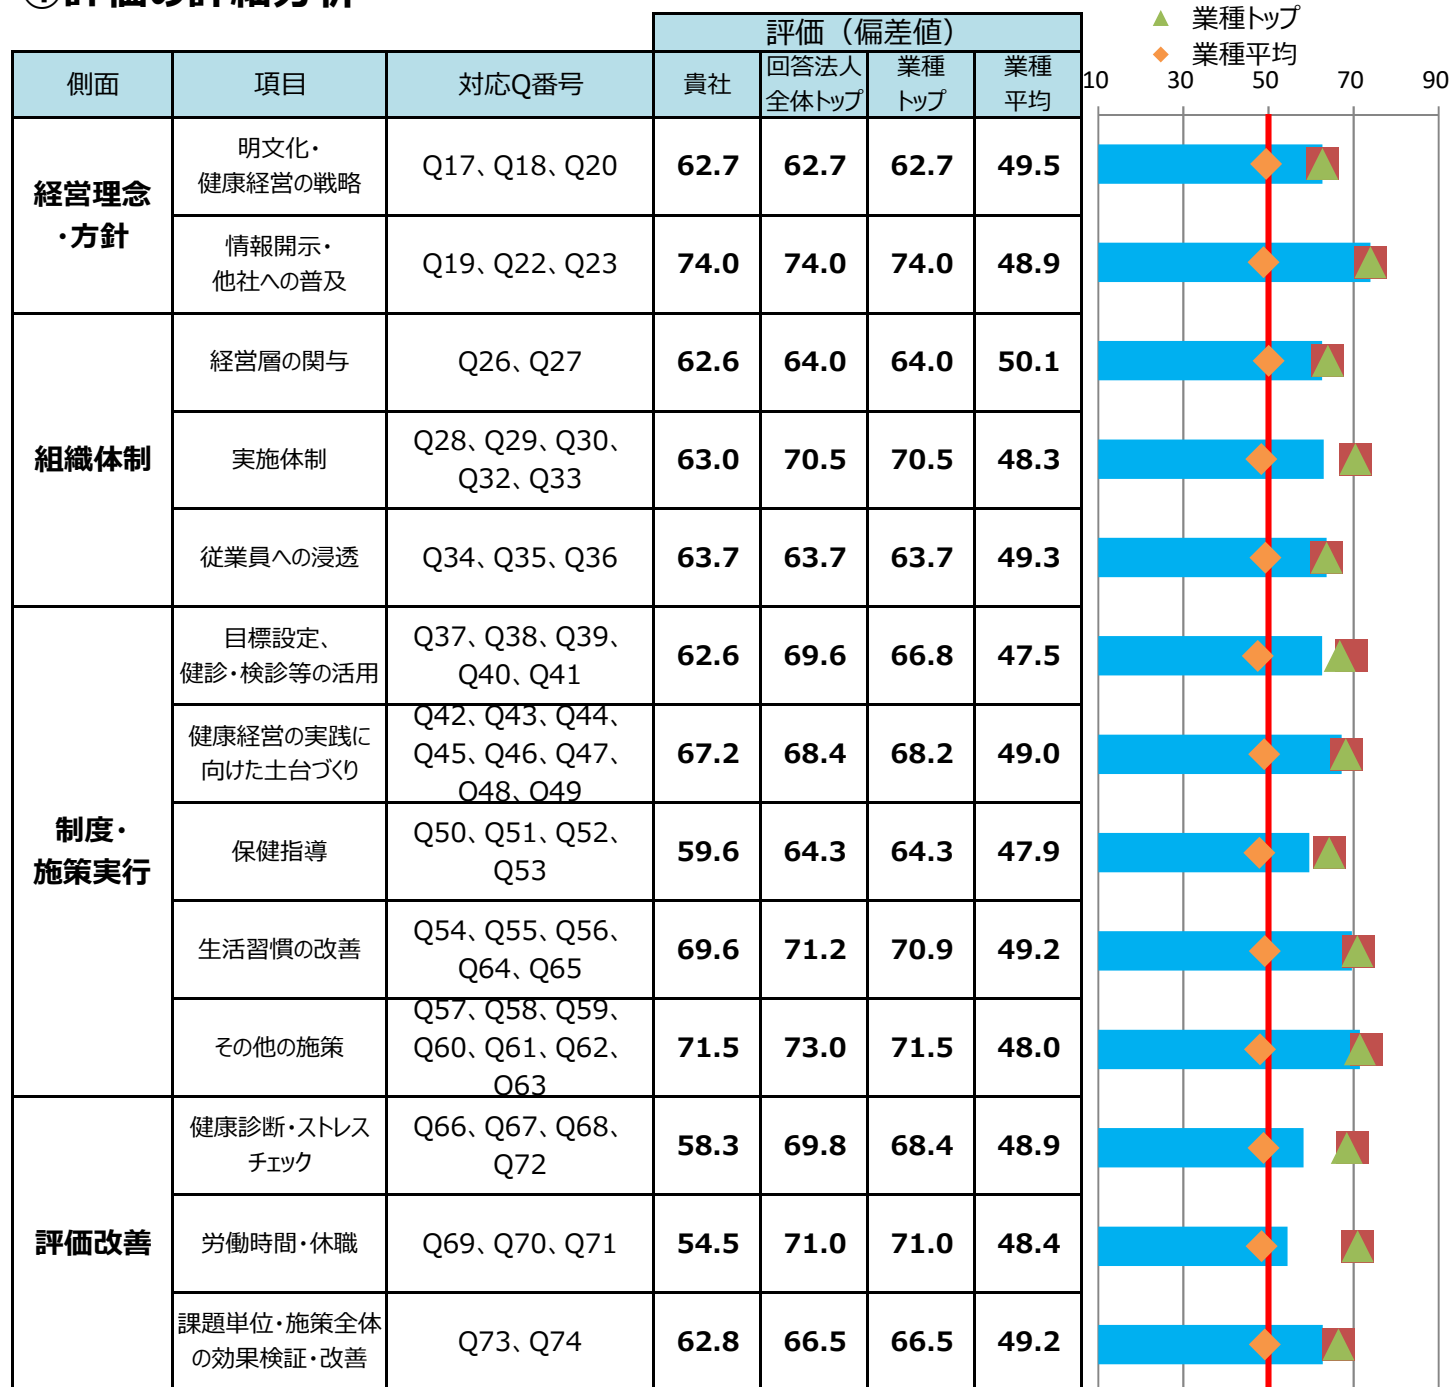 ①評価の詳細分析
▲ 業種トップ
◆ 業種平均
評価（偏差値）
側面 項目 対応Q番号 貴社 回答法人 業種 業種
全体トップ トップ 平均
10 30 50 70 90
経営理念
・方針
明文化・
健康経営の戦略
Q17、Q18、Q20 62.7 62.7 62.7 49.5
情報開示・
他社への普及
Q19、Q22、Q23 74.0 74.0 74.0 48.9
組織体制
経営層の関与 Q26、Q27 62.6 64.0 64.0 50.1
実施体制
Q28、Q29、Q30、
Q32、Q33
63.0 70.5 70.5 48.3
従業員への浸透 Q34、Q35、Q36 63.7 63.7 63.7 49.3
制度・
施策実行
目標設定、
健診・検診等の活用
Q37、Q38、Q39、
Q40、Q41
62.6 69.6 66.8 47.5
健康経営の実践に
向けた土台づくり
Q42、Q43、Q44、
Q45、Q46、Q47、
Q48、Q49
67.2 68.4 68.2 49.0
保健指導
Q50、Q51、Q52、
Q53
59.6 64.3 64.3 47.9
生活習慣の改善
Q54、Q55、Q56、
Q64、Q65
69.6 71.2 70.9 49.2
その他の施策
Q57、Q58、Q59、
Q60、Q61、Q62、
Q63
71.5 73.0 71.5 48.0
評価改善
健康診断・ストレス
チェック
Q66、Q67、Q68、
Q72
58.3 69.8 68.4 48.9
労働時間・休職 Q69、Q70、Q71 54.5 71.0 71.0 48.4
課題単位・施策全体
の効果検証・改善
Q73、Q74 62.8 66.5 66.5 49.2